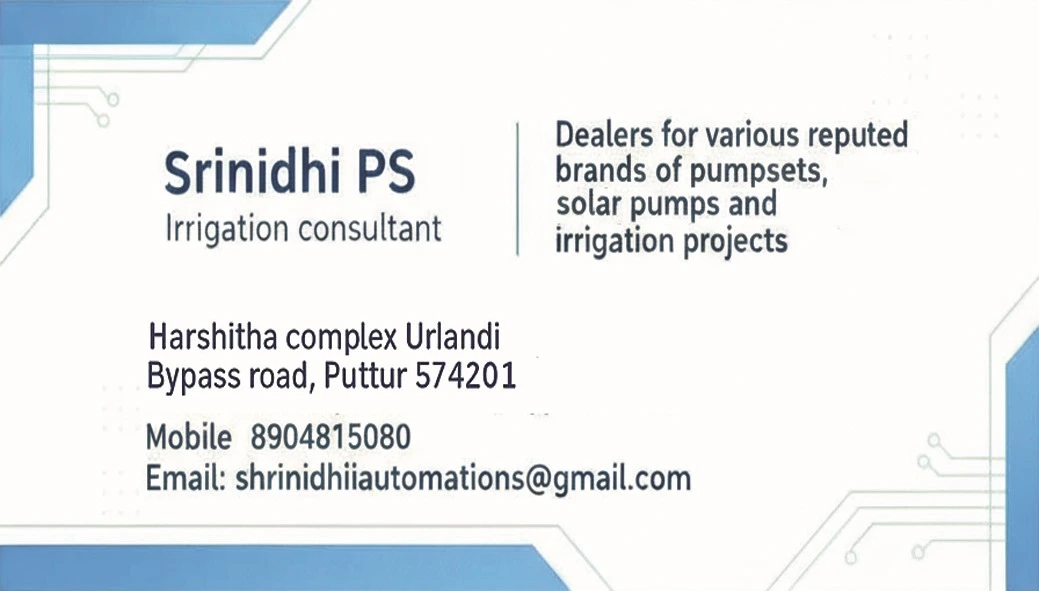 Srinidhi PS
Irrigation consultant
Dealers for various reputed
brands of pumpsets,
solar pumps and
irrigation projects
Harshitha complex Urlandi
Bypass road, Puttur 574201
Mobile 8904815080
Email: shrinidhiiautomations@gmail.com